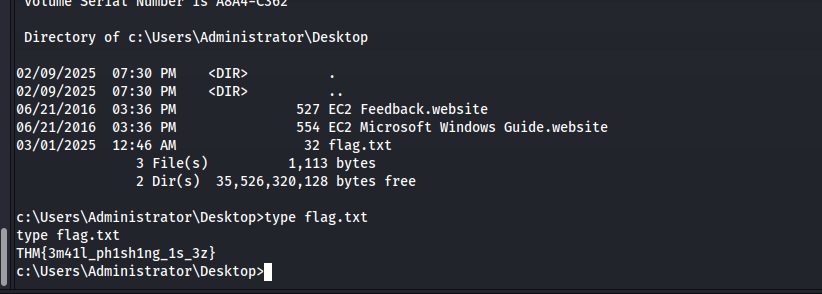 Volume Serial Number is A8A4-C362
Directory of c:\Users\Administrator\Desktop
02/09/2025  07:30 PM    <DIR>          .
02/09/2025  07:30 PM    <DIR>          ..
06/21/2016  03:36 PM               527 EC2 Feedback.website
06/21/2016  03:36 PM               554 EC2 Microsoft Windows Guide.website
03/01/2025  12:46 AM                32 flag.txt
3 File(s)          1,113 bytes
2 Dir(s)  35,526,320,128 bytes free
c:\Users\Administrator\Desktop>type flag.txt
type flag.txt
THM{3m41l_ph1sh1ng_1s_3z}
c:\Users\Administrator\Desktop>